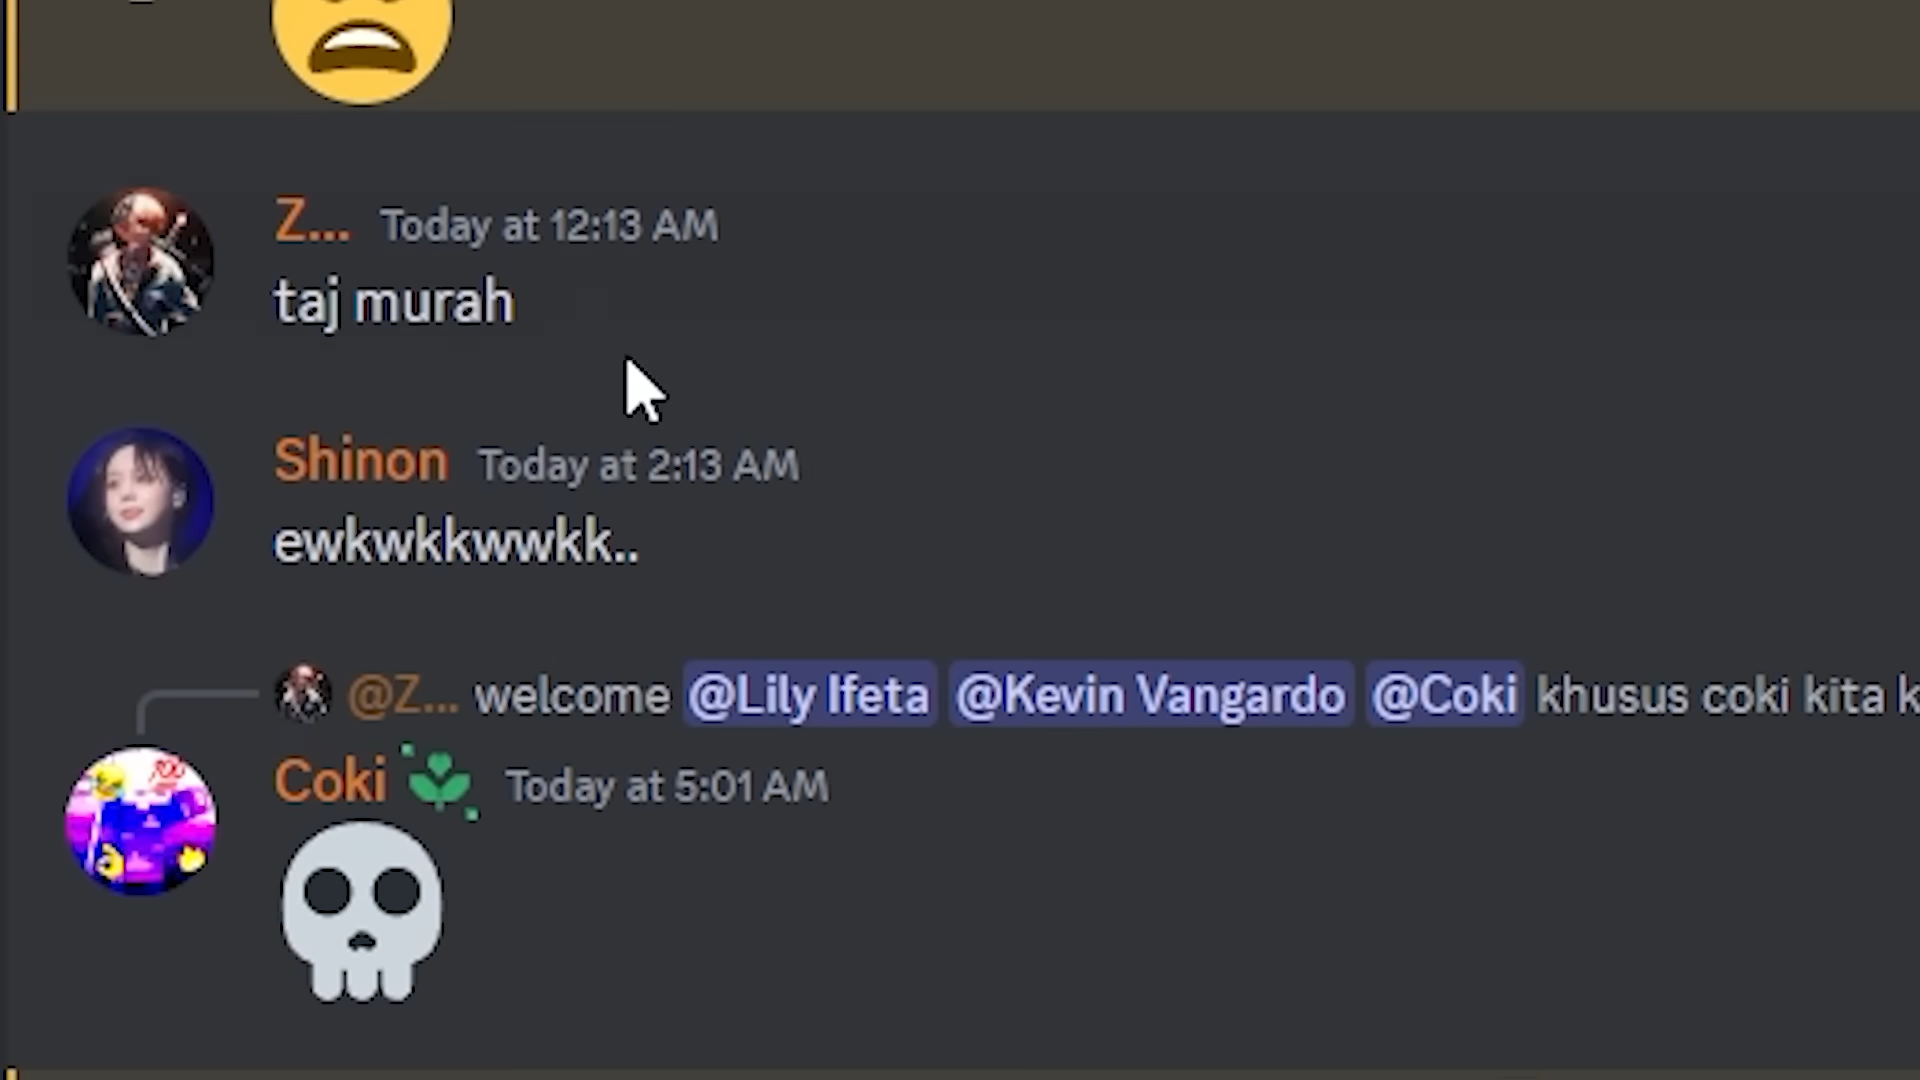 Z... Today at 12:13 AM
taj murah
Shinon Today at 2:13 AM
ewkwkkwwkk..
@Z... welcome @Lily Ifeta @Kevin Vangardo @Coki khusus coki kita k
Coki Today at 5:01 AM